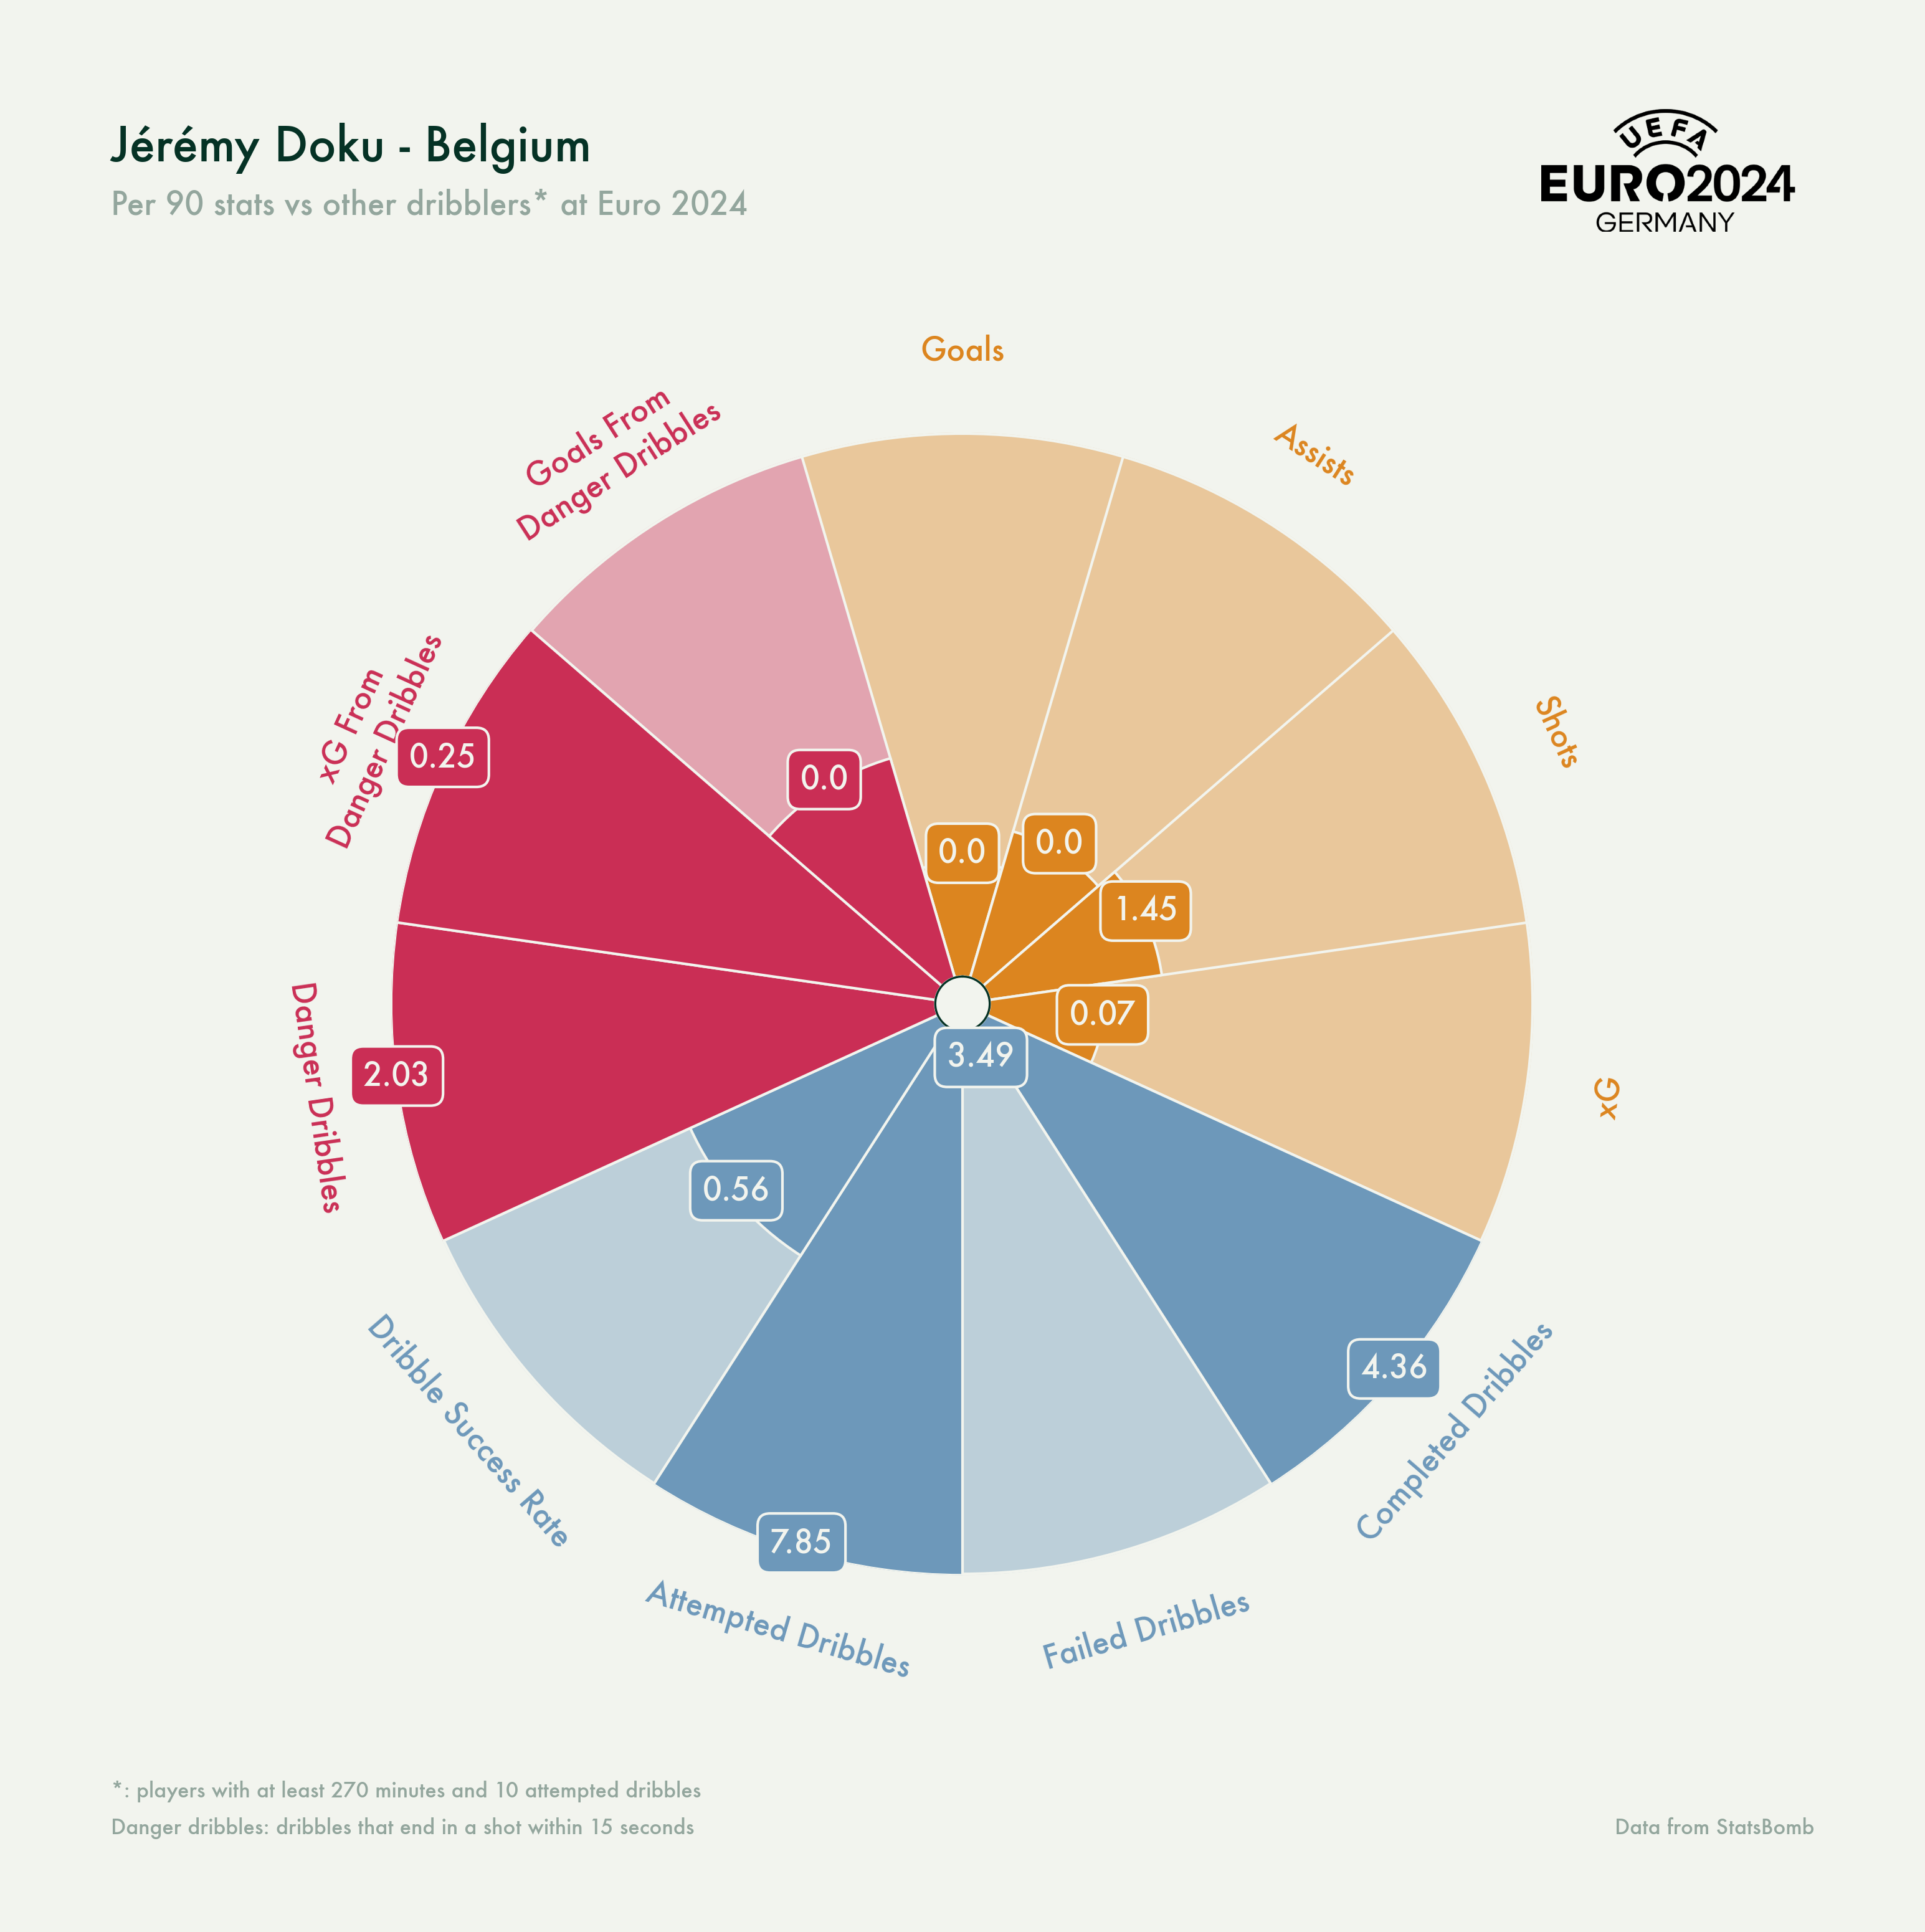 Jérémy Doku - Belgium
Per 90 stats vs other dribblers* at Euro 2024
UEFA
EURO2024
GERMANY
Goals
Assists
Shots
xG
Completed Dribbles
Failed Dribbles
Attempted Dribbles
Dribble Success Rate
Danger Dribbles
xG From
Danger Dribbles
Goals From
Danger Dribbles
0.0
0.0
1.45
0.07
4.36
3.49
7.85
0.56
2.03
0.25
0.0
*: players with at least 270 minutes and 10 attempted dribbles
Danger dribbles: dribbles that end in a shot within 15 seconds
Data from StatsBomb